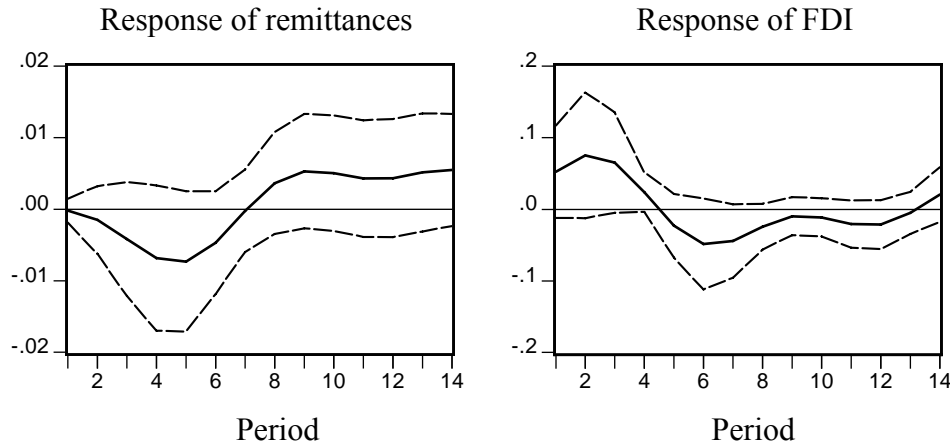 Response of remittances
.02
.01
.00
-.01
-.02
2 4 6 8 10 12 14
Period
Response of FDI
.2
.1
.0
-.1
-.2
2 4 6 8 10 12 14
Period